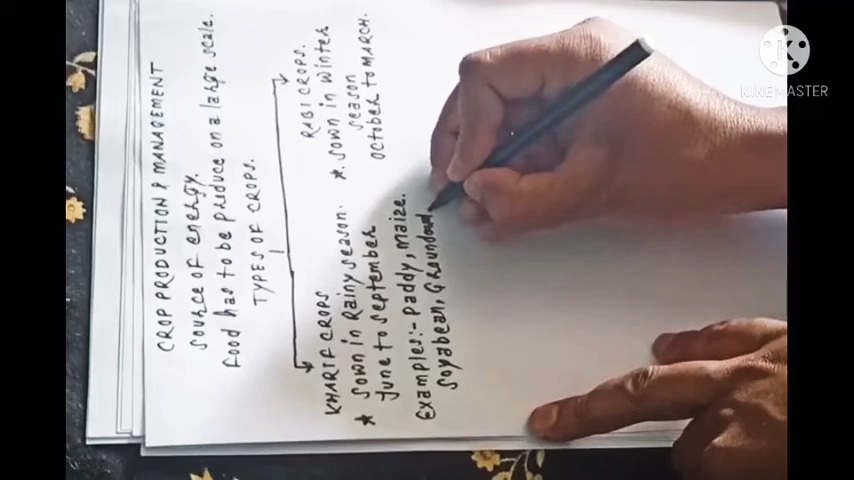 CROP PRODUCTION & MANAGEMENT
source of energy.
food has to be produce on a large scale.
TYPES OF CROPS.
KHARIF CROPS
★ Sown in Rainy season.
June to september
Examples:- Paddy, maize.
Soyabean, Groundnut
RABI CROPS.
★. Sown in winter
season
October to MARCH.
KINEMASTER